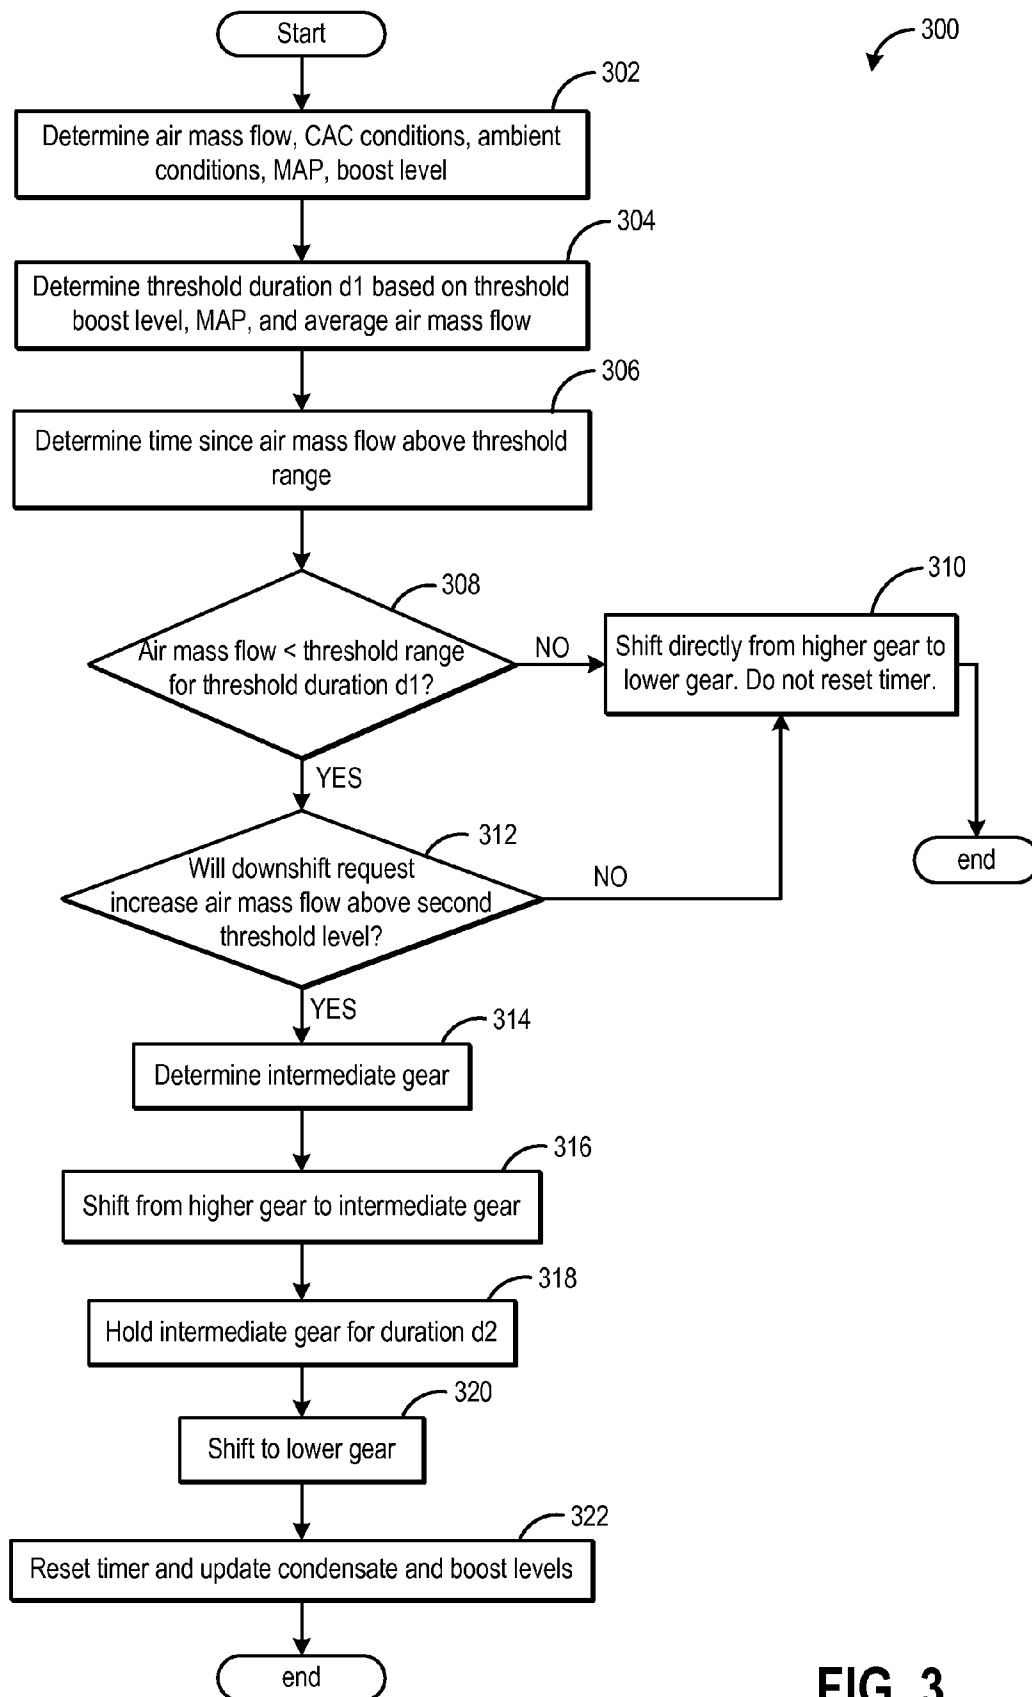 Start
300
302
Determine air mass flow, CAC conditions, ambient
conditions, MAP, boost level
304
Determine threshold duration d1 based on threshold
boost level, MAP, and average air mass flow
306
Determine time since air mass flow above threshold
range
308
Air mass flow < threshold range
for threshold duration d1?
NO
310
Shift directly from higher gear to
lower gear. Do not reset timer.
YES
end
312
Will downshift request
increase air mass flow above second
threshold level?
NO
YES
314
Determine intermediate gear
316
Shift from higher gear to intermediate gear
318
Hold intermediate gear for duration d2
320
Shift to lower gear
322
Reset timer and update condensate and boost levels
end
FIG. 3